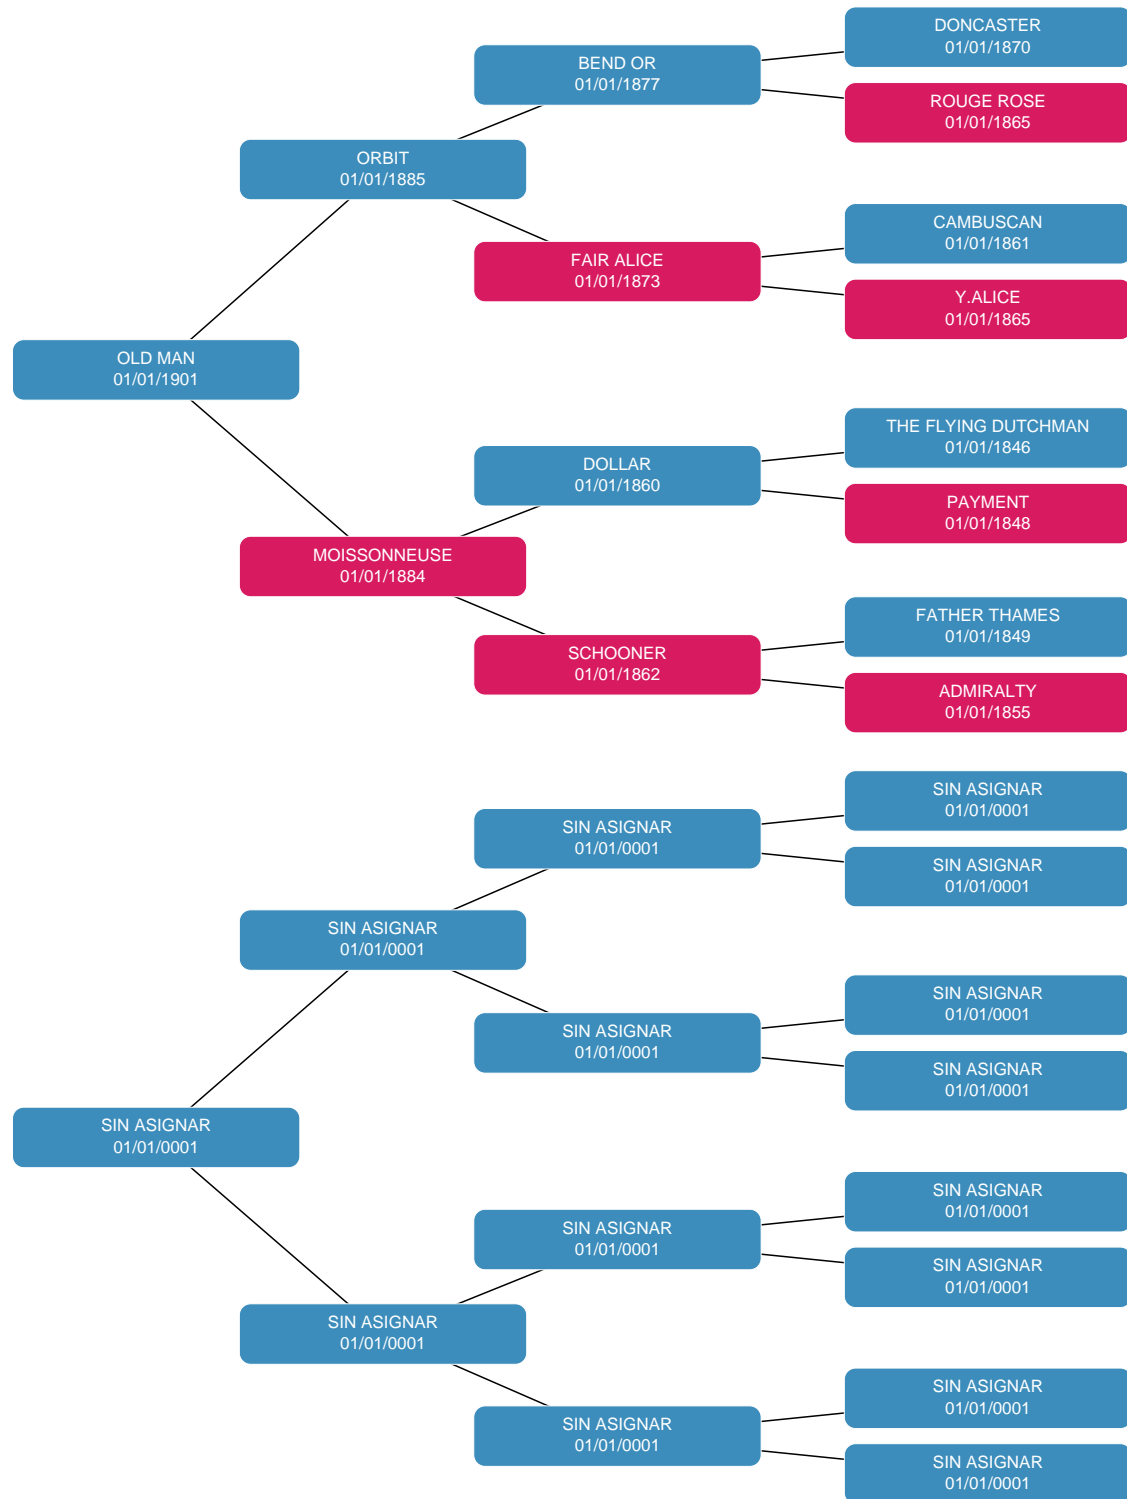 DONCASTER
01/01/1870
BEND OR
01/01/1877
ROUGE ROSE
01/01/1865
ORBIT
01/01/1885
CAMBUSCAN
01/01/1861
FAIR ALICE
01/01/1873
Y.ALICE
01/01/1865
OLD MAN
01/01/1901
THE FLYING DUTCHMAN
01/01/1846
DOLLAR
01/01/1860
PAYMENT
01/01/1848
MOISSONNEUSE
01/01/1884
FATHER THAMES
01/01/1849
SCHOONER
01/01/1862
ADMIRALTY
01/01/1855
SIN ASIGNAR
01/01/0001
SIN ASIGNAR
01/01/0001
SIN ASIGNAR
01/01/0001
SIN ASIGNAR
01/01/0001
SIN ASIGNAR
01/01/0001
SIN ASIGNAR
01/01/0001
SIN ASIGNAR
01/01/0001
SIN ASIGNAR
01/01/0001
SIN ASIGNAR
01/01/0001
SIN ASIGNAR
01/01/0001
SIN ASIGNAR
01/01/0001
SIN ASIGNAR
01/01/0001
SIN ASIGNAR
01/01/0001
SIN ASIGNAR
01/01/0001
SIN ASIGNAR
01/01/0001